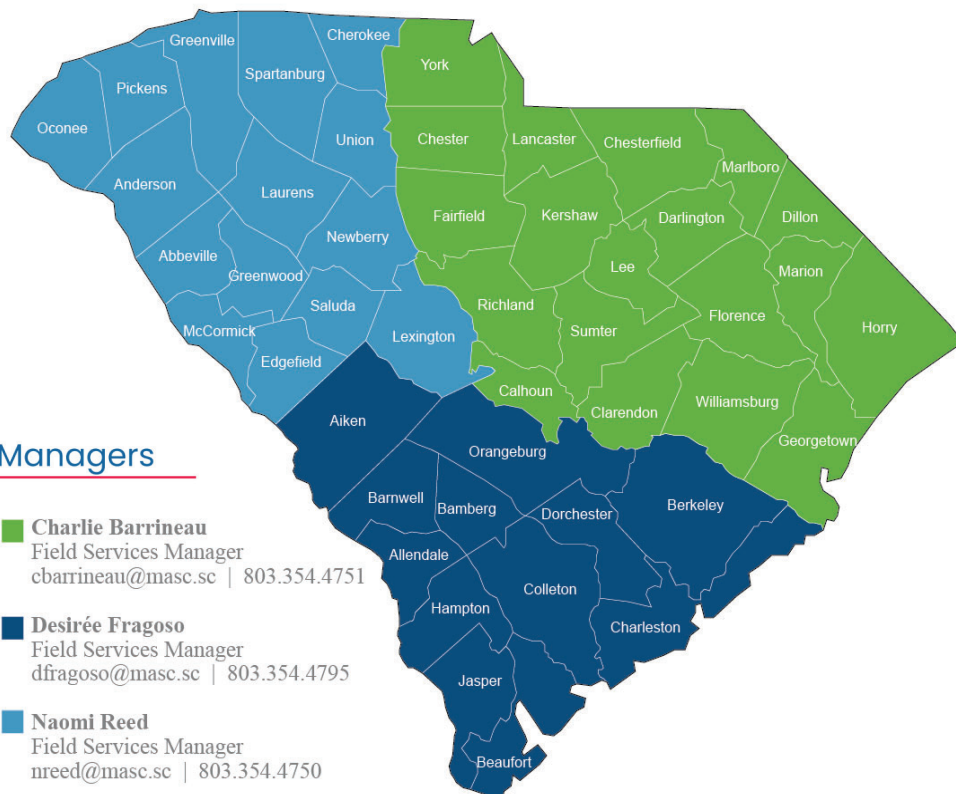 Greenville
Cherokee
Spartanburg
York
Pickens
Oconee
Union
Chester
Lancaster
Chesterfield
Marlboro
Anderson
Laurens
Fairfield
Kershaw
Darlington
Dillon
Newberry
Abbeville
Greenwood
Lee
Marion
Saluda
Richland
McCormick
Lexington
Sumter
Florence
Horry
Edgefield
Calhoun
Clarendon
Williamsburg
Aiken
Georgetown
Orangeburg
Managers
Barnwell
Bamberg
Dorchester
Berkeley
Charlie Barrineau
Field Services Manager
cbarrineau@masc.sc | 803.354.4751
Allendale
Colleton
Hampton
Charleston
Desirée Fragoso
Field Services Manager
dfragoso@masc.sc | 803.354.4795
Jasper
Naomi Reed
Field Services Manager
nreed@masc.sc | 803.354.4750
Beaufort